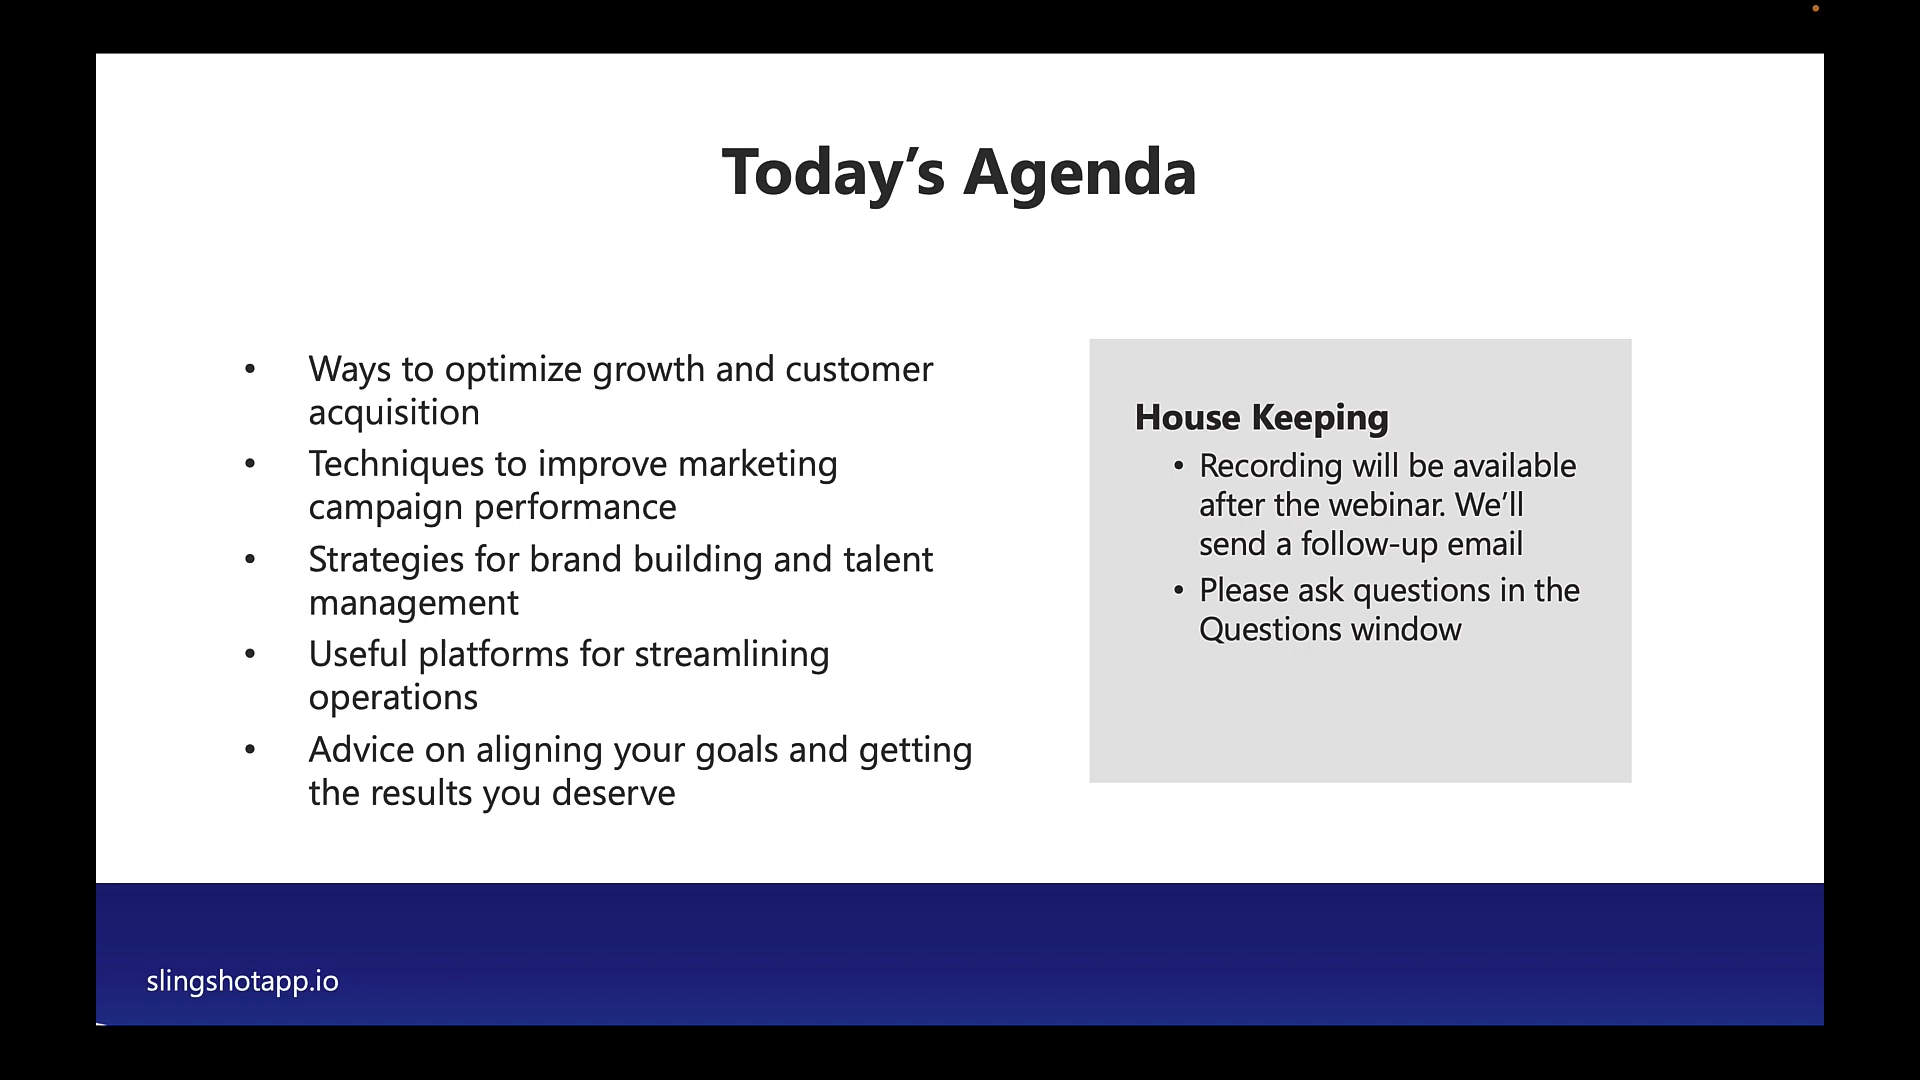 Today’s Agenda
• Ways to optimize growth and customer
acquisition
• Techniques to improve marketing
campaign performance
• Strategies for brand building and talent
management
• Useful platforms for streamlining
operations
• Advice on aligning your goals and getting
the results you deserve
House Keeping
• Recording will be available
after the webinar. We’ll
send a follow-up email
• Please ask questions in the
Questions window
slingshotapp.io